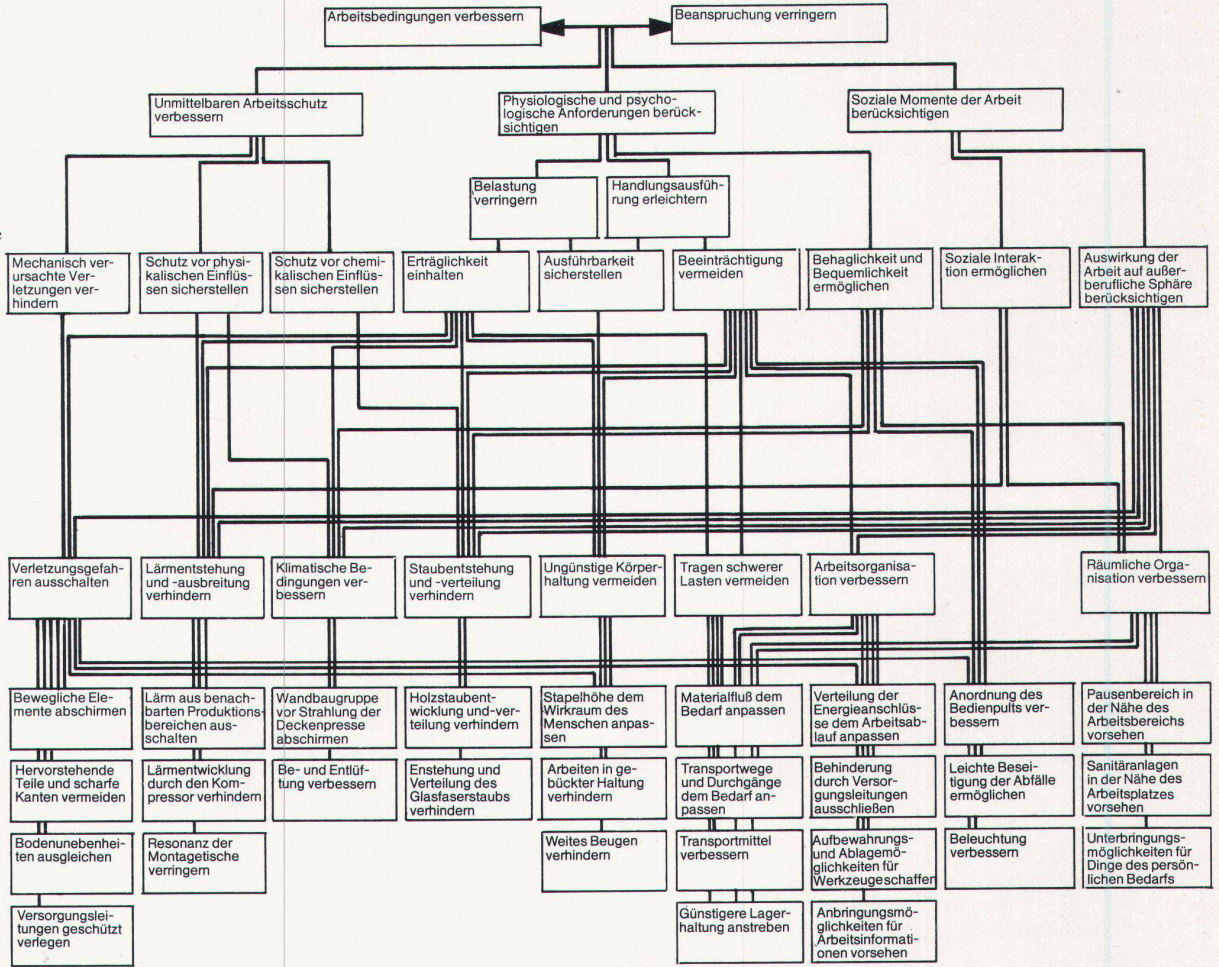 Arbeitsbedingungen verbessern
Beanspruchung verringern
Unmittelbaren Arbeitsschutz
verbessern
Physiologische und psycho-
logische Anforderungen berück-
sichtigen
Soziale Momente der Arbeit
berücksichtigen
Belastung
verringern
Handlungsausfüh-
rung erleichtern
Mechanisch ver-
ursachte Ver-
letzungen ver-
hindern
Schutz vor physi-
kalischen Einflüs-
sen sicherstellen
Schutz vor chemi-
kalischen Einflüs-
sen sicherstellen
Erträglichkeit
einhalten
Ausführbarkeit
sicherstellen
Beeinträchtigung
vermeiden
Behaglichkeit und
Bequemlichkeit
ermöglichen
Soziale Interak-
tion ermöglichen
Auswirkung der
Arbeit auf außer-
berufliche Sphäre
berücksichtigen
Verletzungsgefah-
ren ausschalten
Lärmentstehung
und -ausbreitung
verhindern
Klimatische Be-
dingungen ver-
bessern
Staubentstehung
und -verteilung
verhindern
Ungünstige Körper-
haltung vermeiden
Tragen schwerer
Lasten vermeiden
Arbeitsorganisa-
tion verbessern
Räumliche Orga-
nisation verbessern
Bewegliche Ele-
mente abschirmen
Lärm aus benach-
barten Produktions-
bereichen aus-
schalten
Wandbaugruppe
vor Strahlung der
Deckenpresse
abschirmen
Holzstaubent-
wicklung und-ver-
teilung verhindern
Stapelhöhe dem
Wirkraum des
Menschen anpas-
sen
Materialfluß dem
Bedarf anpassen
Verteilung der
Energieanschlüs-
se dem Arbeitsab-
lauf anpassen
Anordnung des
Bedienpults ver-
bessern
Pausenbereich in
der Nähe des
Arbeitsbereichs
vorsehen
Hervorstehende
Teile und scharfe
Kanten vermeiden
Lärmentwicklung
durch den Kom-
pressor verhindern
Be- und Entlüf-
tung verbessern
Enstehung und
Verteilung des
Glasfaserstaubs
verhindern
Arbeiten in ge-
bückter Haltung
verhindern
Transportwege
und Durchgänge
dem Bedarf an-
passen
Behinderung
durch Versor-
gungsleitungen
ausschließen
Leichte Besei-
tigung der Abfälle
ermöglichen
Sanitäranlagen
in der Nähe des
Arbeitsplatzes
vorsehen
Bodenunebenhei-
ten ausgleichen
Resonanz der
Montagetische
verringern
Weites Beugen
verhindern
Transportmittel
verbessern
Aufbewahrungs-
und Ablagemö-
glichkeiten für
Werkzeugeschaffen
Beleuchtung
verbessern
Unterbringungs-
möglichkeiten für
Dinge des persön-
lichen Bedarfs
Versorgungslei-
tungen geschützt
verlegen
Günstigere Lager-
haltung anstreben
Anbringungsmö-
glichkeiten für
Arbeitsinformati-
onen vorsehen